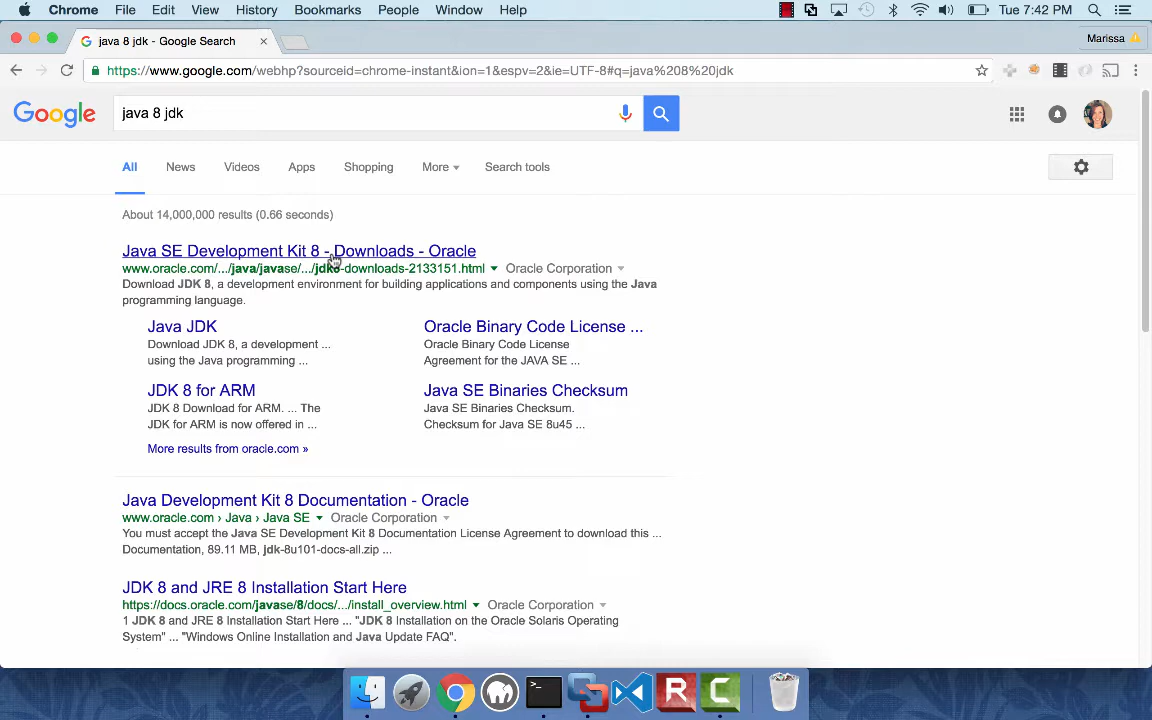 Chrome File Edit View History Bookmarks People Window Help Tue 7:42 PM
java 8 jdk - Google Search Marissa
https://www.google.com/webhp?sourceid=chrome-instant&ion=1&espv=2&ie=UTF-8#q=java%208%20jdk
Google java 8 jdk
All News Videos Apps Shopping More Search tools
About 14,000,000 results (0.66 seconds)
Java SE Development Kit 8 - Downloads - Oracle
www.oracle.com/.../java/javase/.../jdk8-downloads-2133151.html Oracle Corporation
Download JDK 8, a development environment for building applications and components using the Java
programming language.
Java JDK
Download JDK 8, a development ...
using the Java programming ...
Oracle Binary Code License ...
Oracle Binary Code License
Agreement for the JAVA SE ...
JDK 8 for ARM
JDK 8 Download for ARM. ... The
JDK for ARM is now offered in ...
Java SE Binaries Checksum
Java SE Binaries Checksum.
Checksum for Java SE 8u45 ...
More results from oracle.com »
Java Development Kit 8 Documentation - Oracle
www.oracle.com › Java › Java SE Oracle Corporation
You must accept the Java SE Development Kit 8 Documentation License Agreement to download this ...
Documentation, 89.11 MB, jdk-8u101-docs-all.zip ...
JDK 8 and JRE 8 Installation Start Here
https://docs.oracle.com/javase/8/docs/.../install_overview.html Oracle Corporation
1 JDK 8 and JRE 8 Installation Start Here ... "JDK 8 Installation on the Oracle Solaris Operating
System" ... "Windows Online Installation and Java Update FAQ".
>_ R C